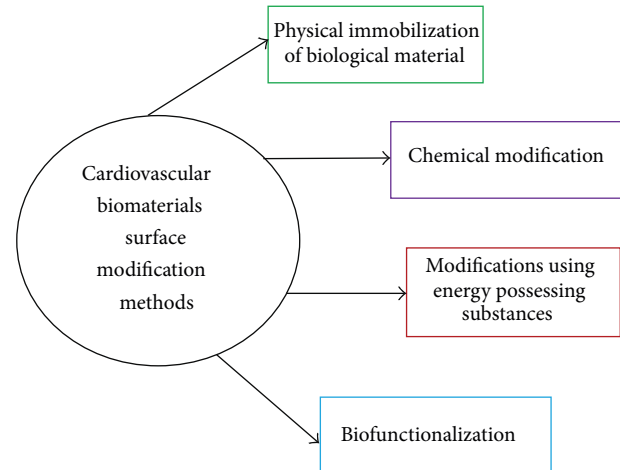 Physical immobilization
of biological material
Cardiovascular
biomaterials
surface
modification
methods
Chemical modification
Modifications using
energy possessing
substances
Biofunctionalization